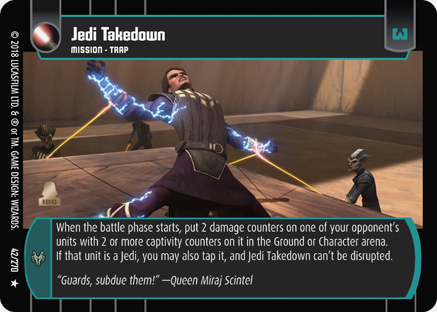 Jedi Takedown
MISSION • TRAP
© 2018 LUCASFILM LTD. & ® or TM. GAME DESIGN: WIZARDS.
42/270
IDC
When the battle phase starts, put 2 damage counters on one of your opponent's
units with 2 or more captivity counters on it in the Ground or Character arena.
If that unit is a Jedi, you may also tap it, and Jedi Takedown can't be disrupted.
"Guards, subdue them!" —Queen Miraj Scintel